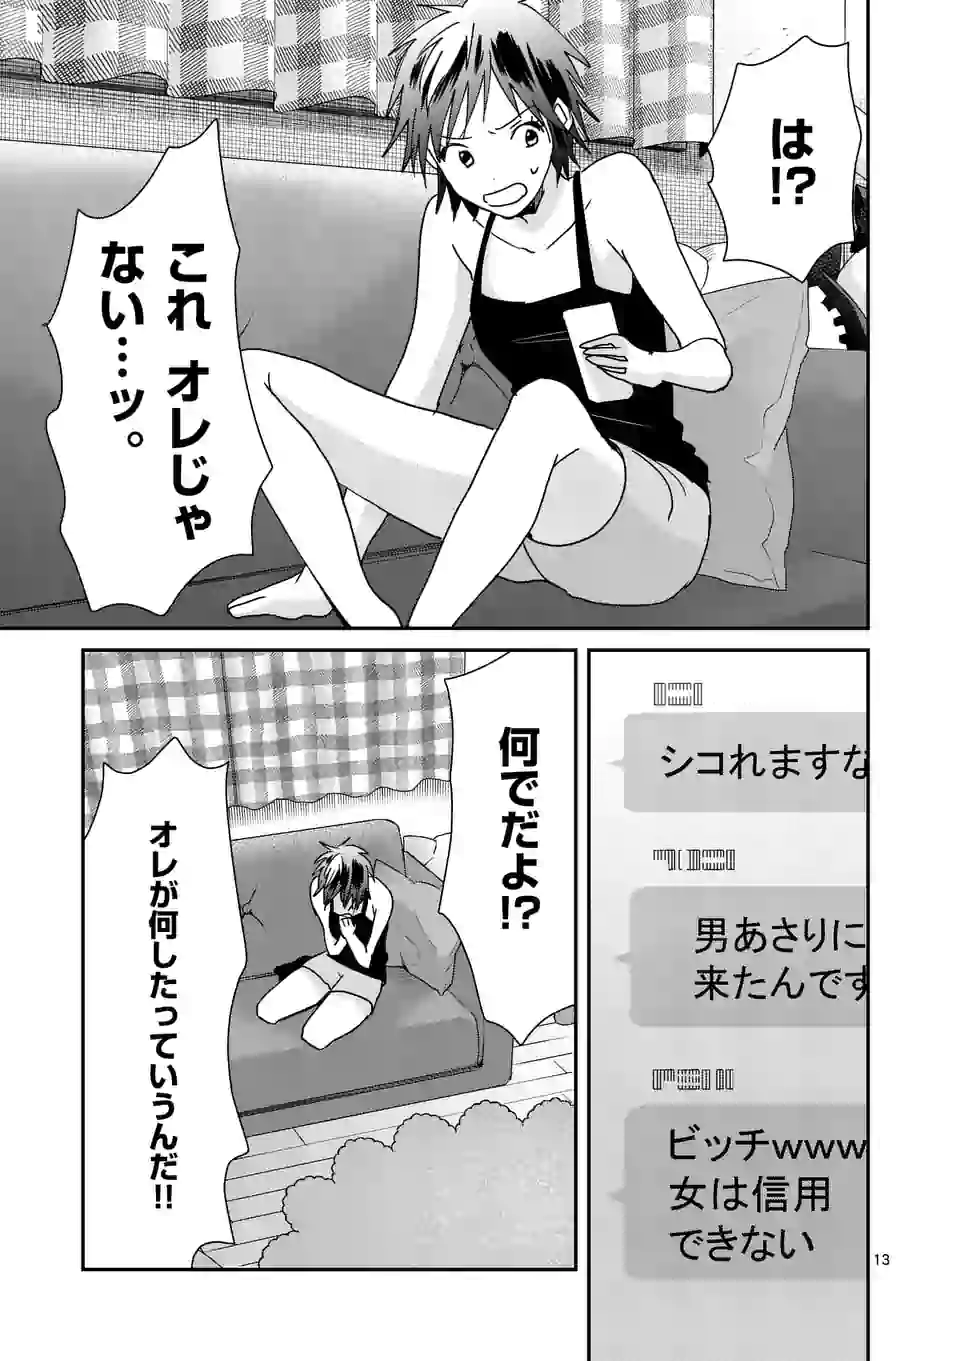 は!?
これ オレじゃ
ない…ッ。
シコれますな
男あさりに
来たんです
ビッチwww
女は信用
できない
何でだよ!?
オレが何したっていうんだ!!
13